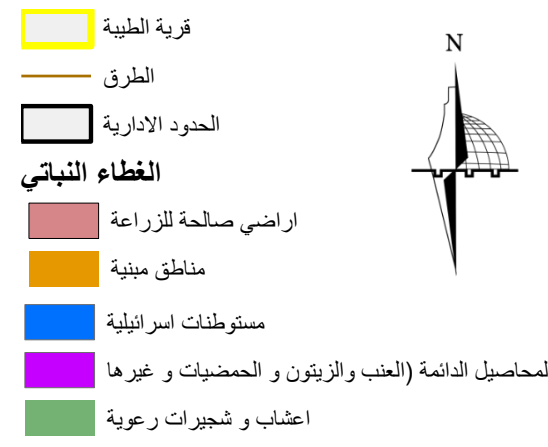 قرية الطيبة
N
الطرق
الحدود الادارية
الغطاء النباتي
اراضي صالحة للزراعة
مناطق مبنية
مستوطنات اسرائيلية
لمحاصيل الدائمة (العنب والزيتون و الحمضيات و غيرها
اعشاب و شجيرات رعوية